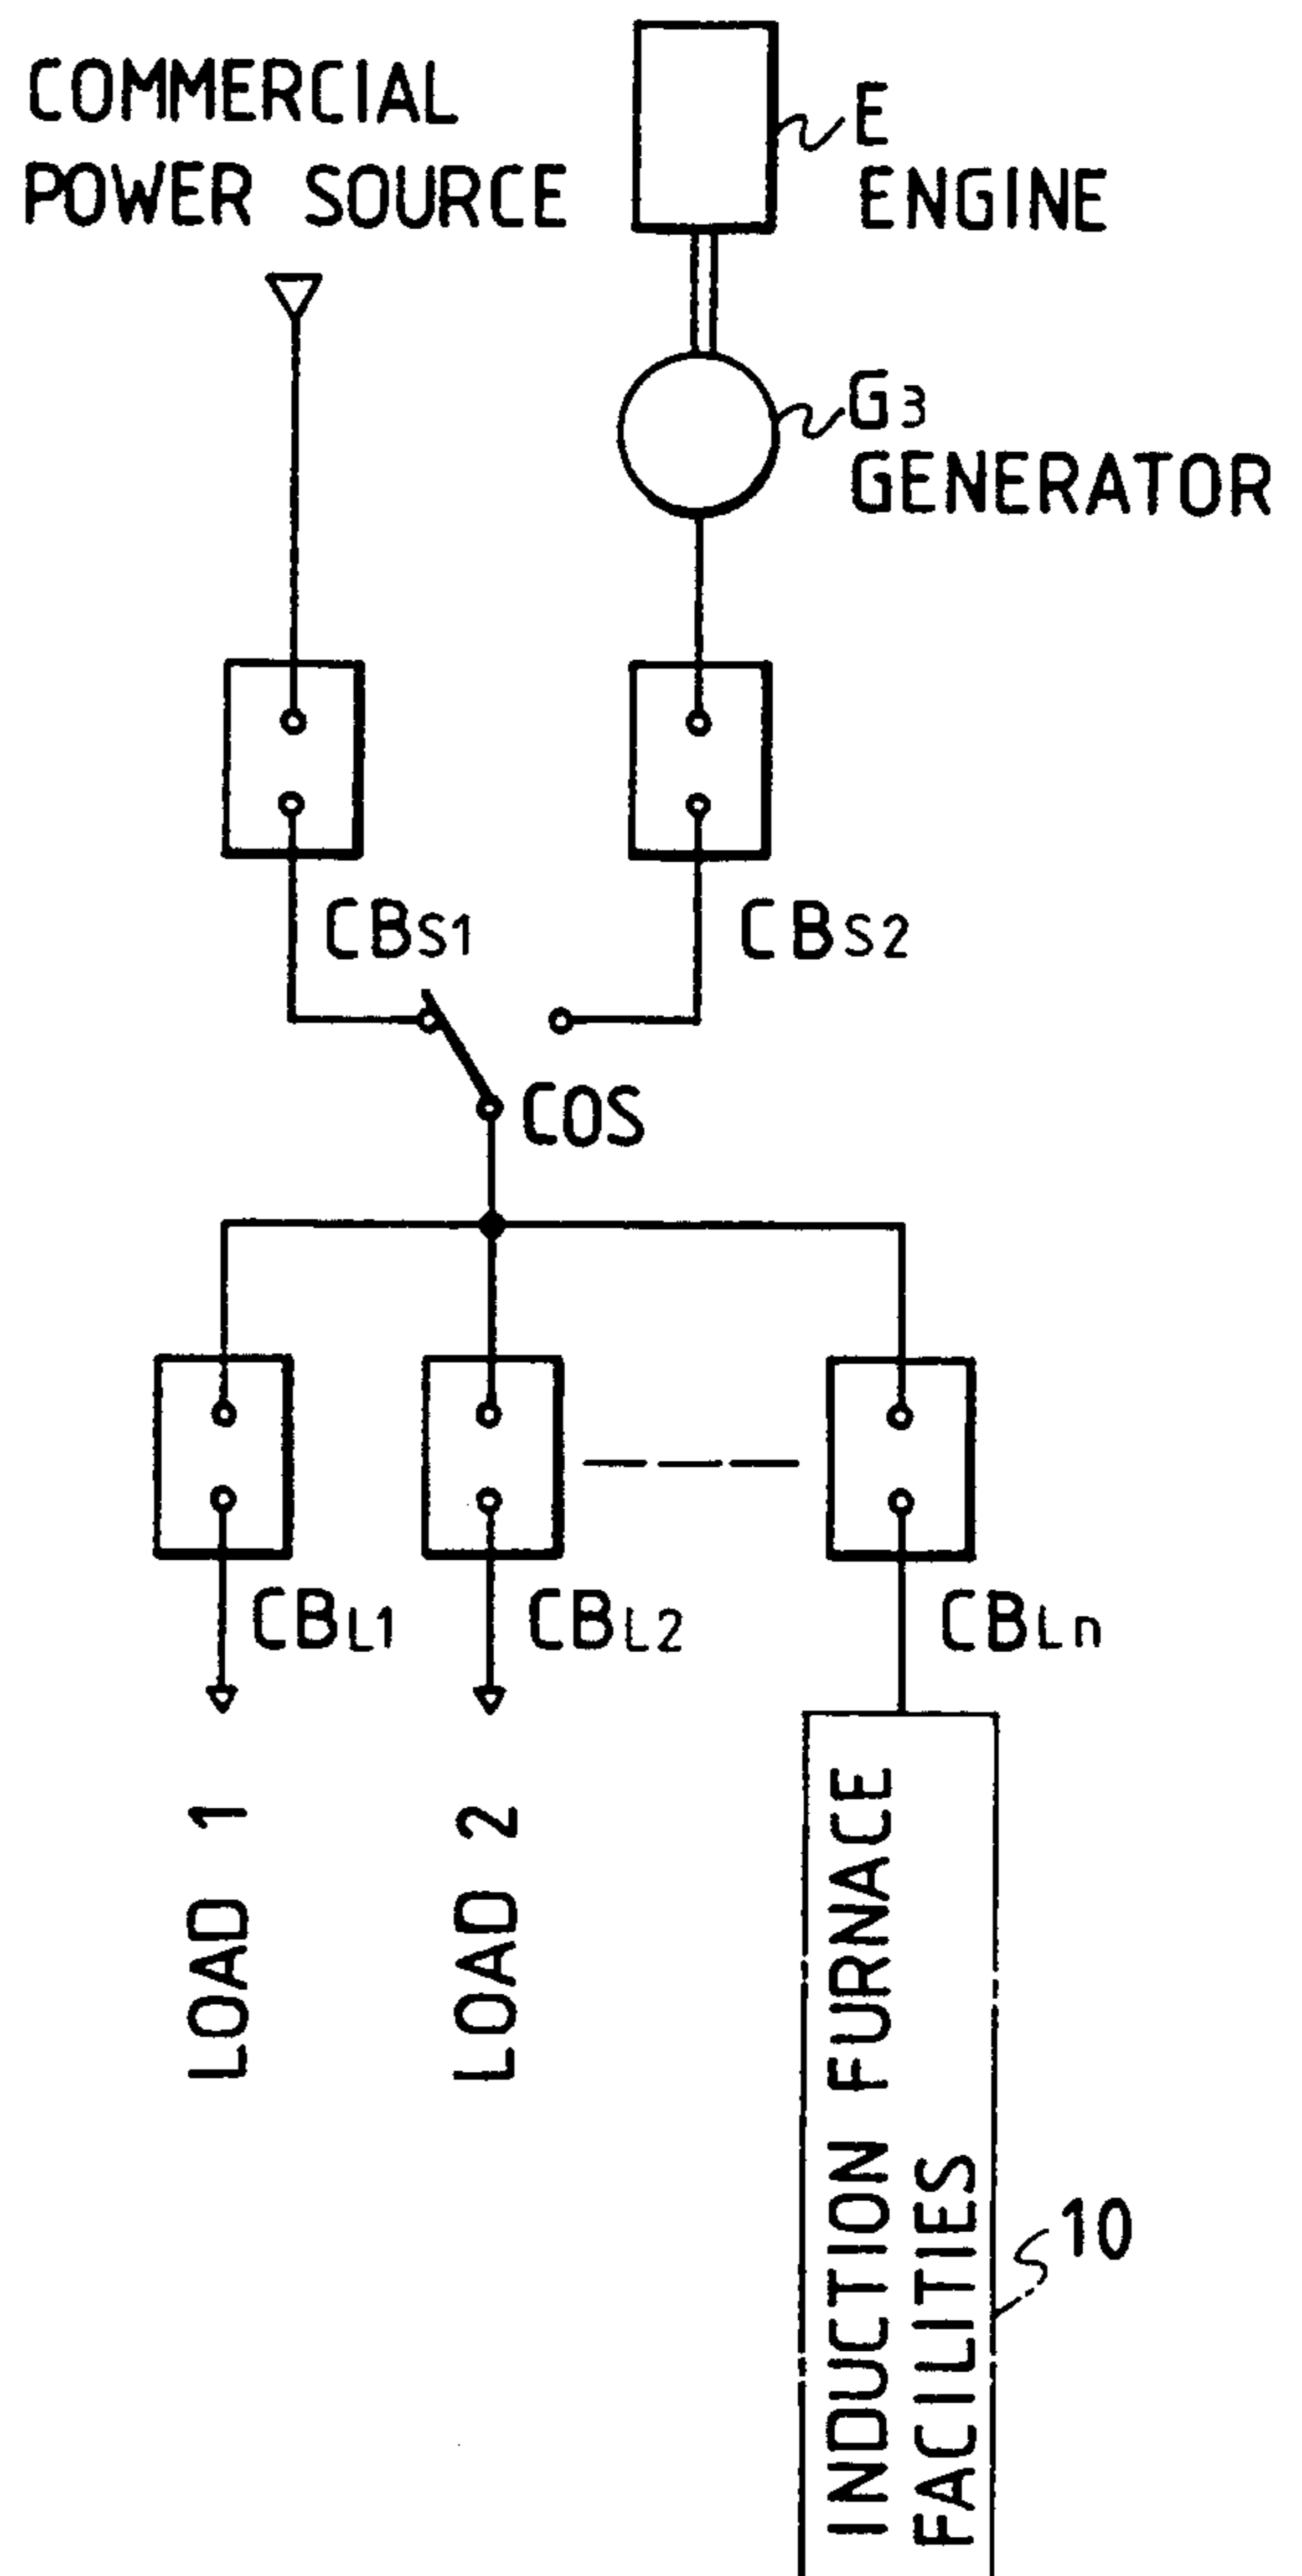 COMMERCIAL
POWER SOURCE
E
ENGINE
G3
GENERATOR
CBS1
CBS2
COS
CBL1
CBL2
CBLn
LOAD 1
LOAD 2
INDUCTION FURNACE
FACILITIES
10